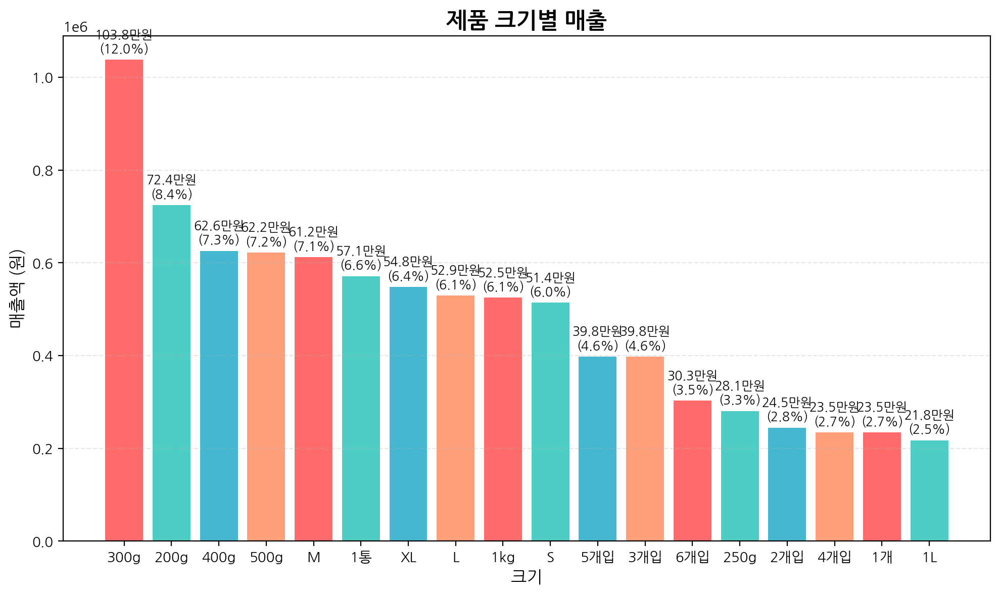 제품 크기별 매출
1e6
103.8만원
(12.0%)
72.4만원
(8.4%)
62.6만원
(7.3%)
62.2만원
(7.2%)
61.2만원
(7.1%)
57.1만원
(6.6%)
54.8만원
(6.4%)
52.9만원
(6.1%)
52.5만원
(6.1%)
51.4만원
(6.0%)
39.8만원
(4.6%)
39.8만원
(4.6%)
30.3만원
(3.5%)
28.1만원
(3.3%)
24.5만원
(2.8%)
23.5만원
(2.7%)
23.5만원
(2.7%)
21.8만원
(2.5%)
1.0
0.8
0.6
0.4
0.2
0.0
매출액 (원)
300g 200g 400g 500g M 1통 XL L 1kg S 5개입 3개입 6개입 250g 2개입 4개입 1개 1L
크기